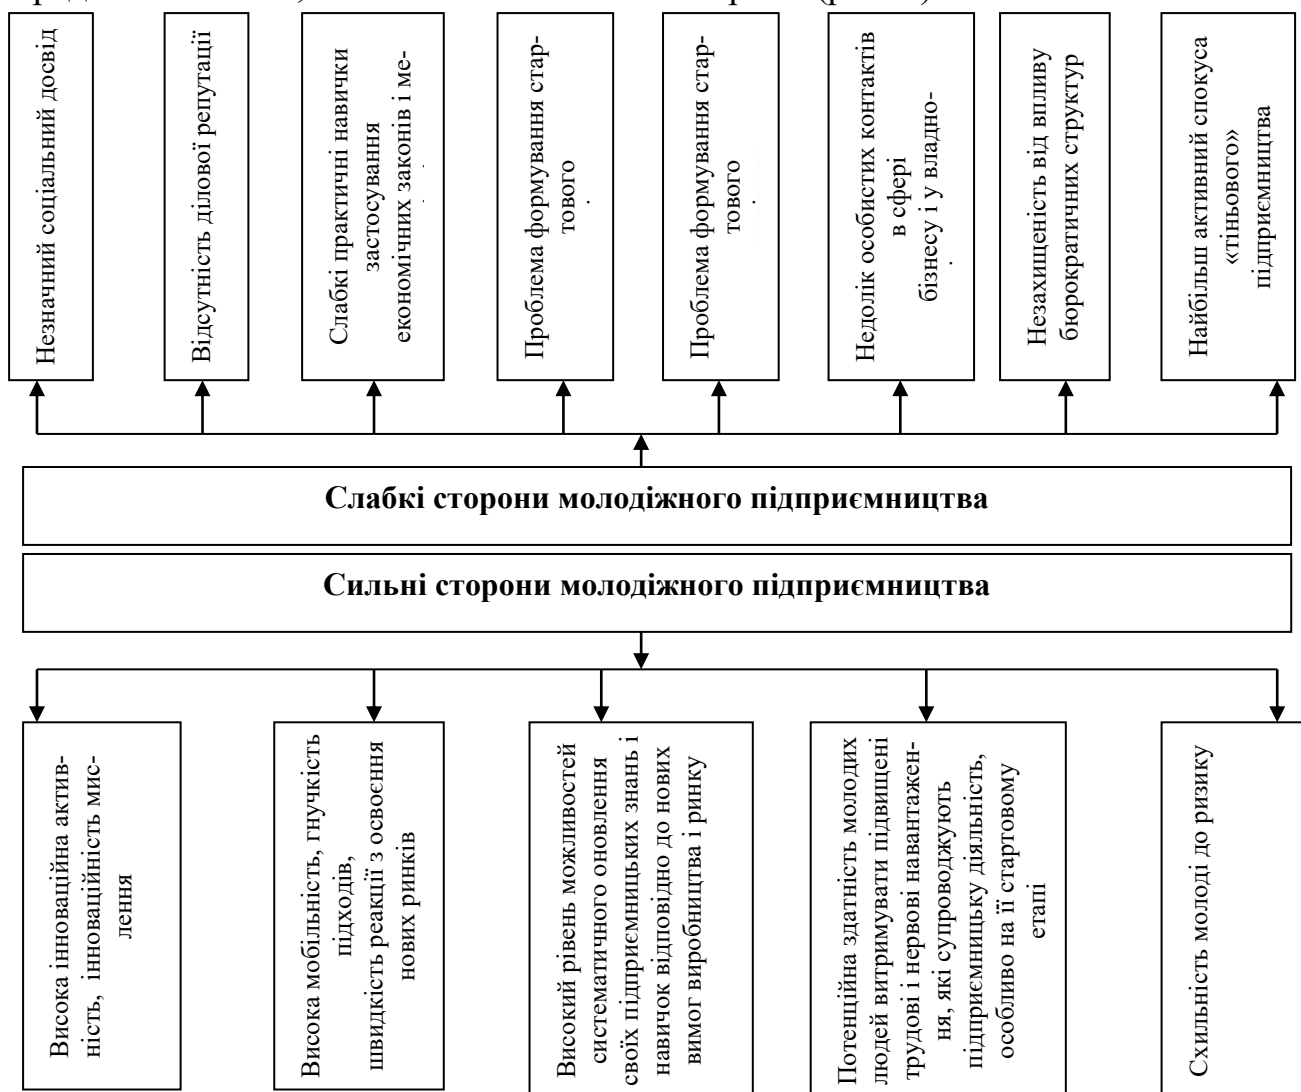 Незначний соціальний досвід
Відсутність ділової репутації
Слабкі практичні навички
застосування
економічних законів і ме-
Проблема формування стар-
тового
Проблема формування стар-
тового
Недолік особистих контактів
в сфері
бізнесу і у владно-
Незахищеність від впливу
бюрократичних структур
Найбільш активний спокуса
«тіньового»
підприємництва
Слабкі сторони молодіжного підприємництва
Сильні сторони молодіжного підприємництва
Висока інноваційна актив-
ність, інноваційність мис-
лення
Висока мобільність, гнучкість
підходів,
швидкість реакції з освоєння
нових ринків
Високий рівень можливостей
систематичного оновлення
своїх підприємницьких знань і
навичок відповідно до нових
вимог виробництва і ринку
Потенційна здатність молодих
людей витримувати підвищені
трудові і нервові навантажен-
ня, які супроводжують
підприємницьку діяльність,
особливо на її стартовому
етапі
Схильність молоді до ризику